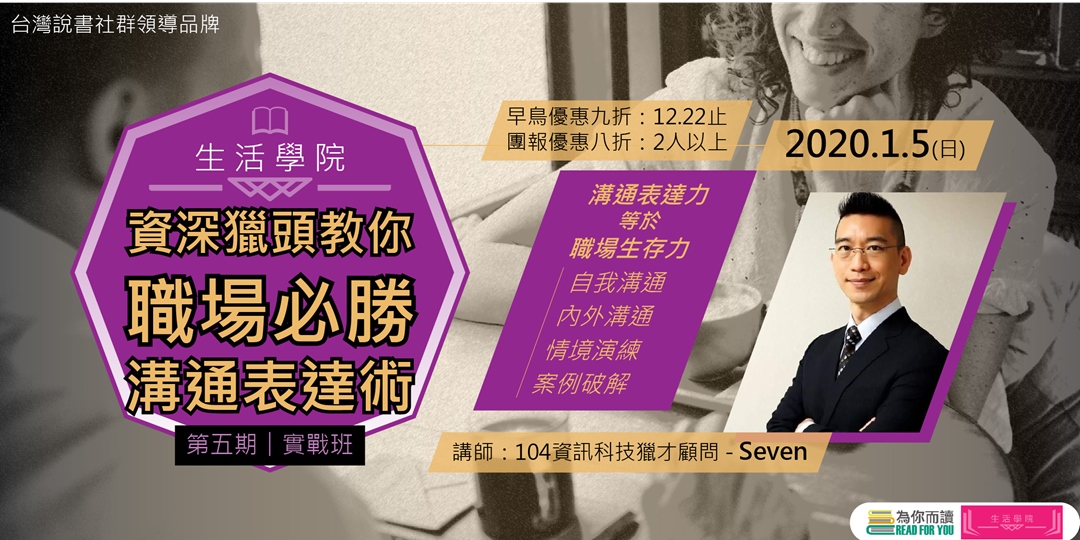 台灣說書社群領導品牌
生活學院
資深獵頭教你
職場必勝
溝通表達術
第五期｜實戰班
早鳥優惠九折：12.22止
團報優惠八折：2人以上
2020.1.5(日)
溝通表達力
等於
職場生存力
自我溝通
內外溝通
情境演練
案例破解
講師：104資訊科技獵才顧問 - Seven
為你而讀
READ FOR YOU
生活學院